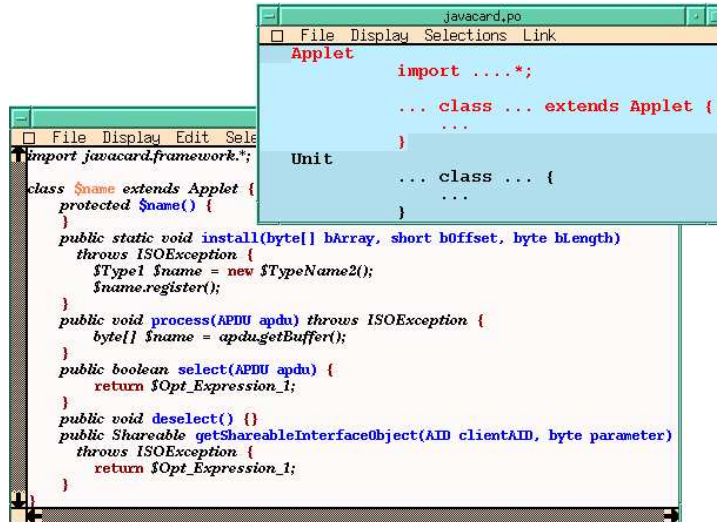 javacard.po
File Display Selections Link
Applet
import ....*;
... class ... extends Applet {
...
}
Unit
... class ... {
...
}
File Display Edit Sele
import javacard.framework.*;
class $name extends Applet {
protected $name() {
}
public static void install(byte[] bArray, short bOffset, byte bLength)
throws ISOException {
$Type1 $name = new $TypeName2();
$name.register();
}
public void process(APDU apdu) throws ISOException {
byte[] $name = apdu.getBuffer();
}
public boolean select(APDU apdu) {
return $Opt_Expression_1;
}
public void deselect() {}
public Shareable getShareableInterfaceObject(AID clientAID, byte parameter)
throws ISOException {
return $Opt_Expression_1;
}
}